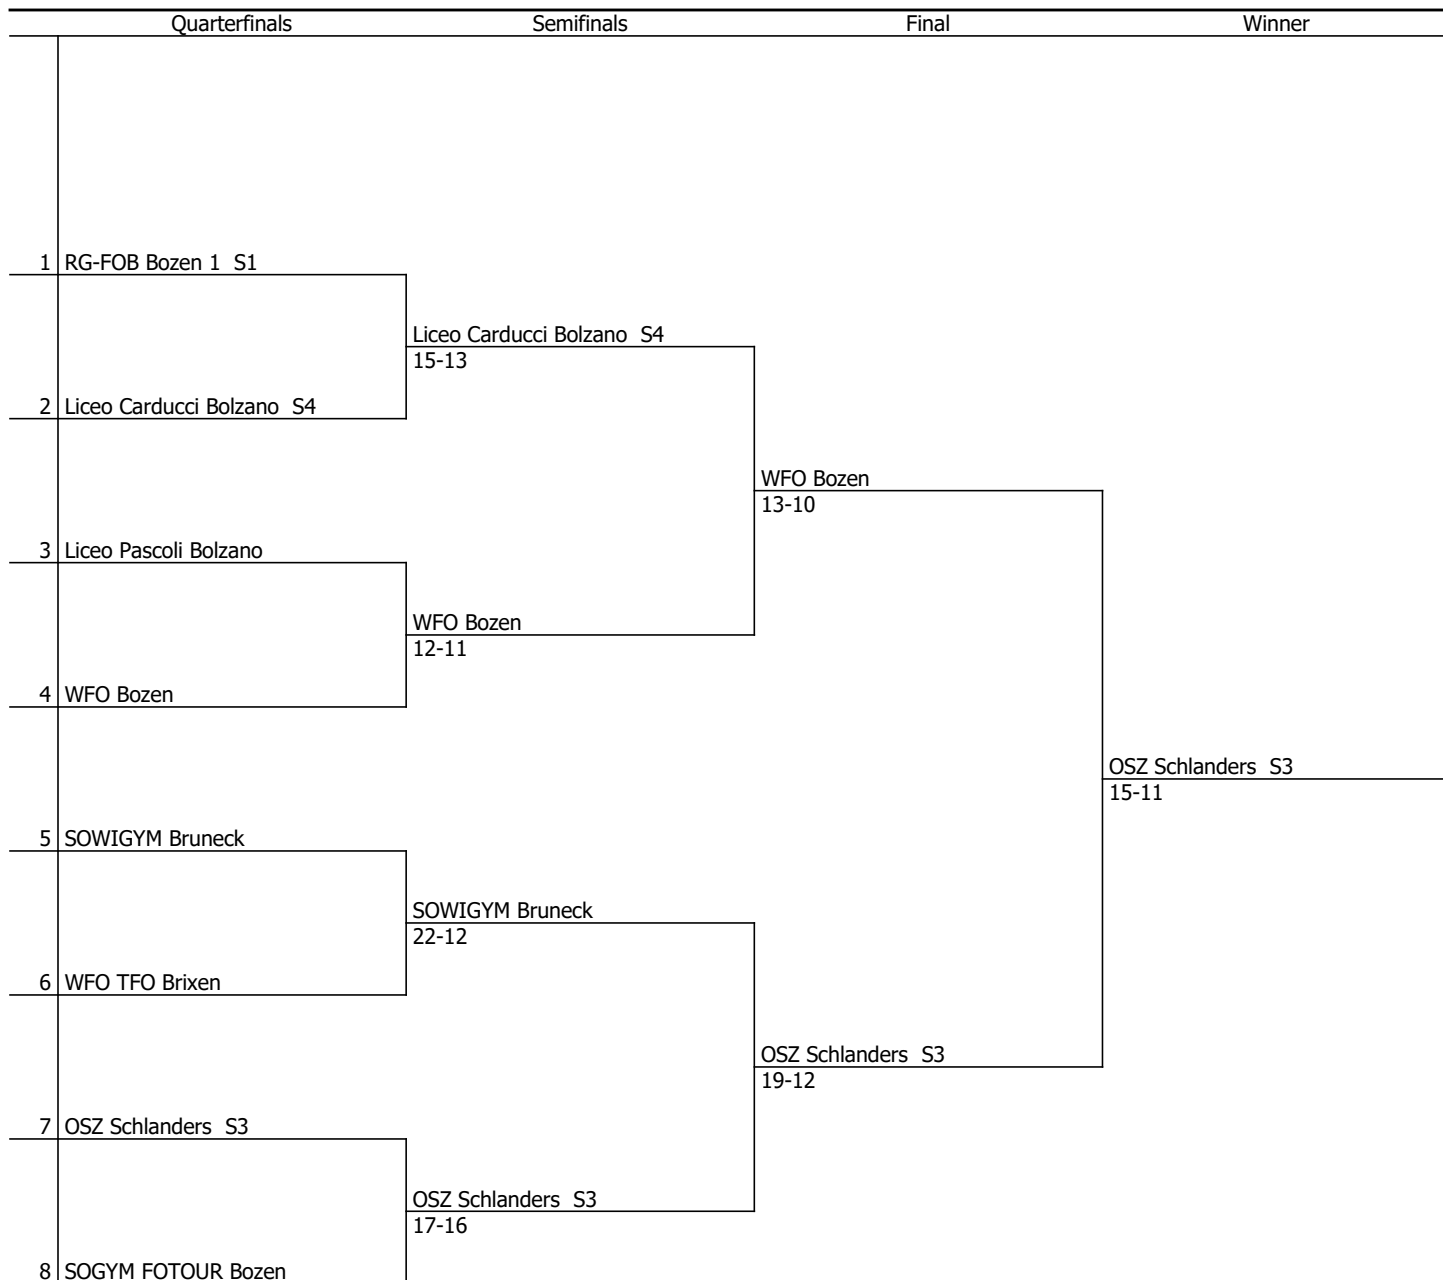 Quarterfinals Semifinals Final Winner
1 RG-FOB Bozen 1 S1
Liceo Carducci Bolzano S4
15-13
2 Liceo Carducci Bolzano S4
WFO Bozen
13-10
3 Liceo Pascoli Bolzano
WFO Bozen
12-11
4 WFO Bozen
OSZ Schlanders S3
15-11
5 SOWIGYM Bruneck
SOWIGYM Bruneck
22-12
6 WFO TFO Brixen
OSZ Schlanders S3
19-12
7 OSZ Schlanders S3
OSZ Schlanders S3
17-16
8 SOGYM FOTOUR Bozen